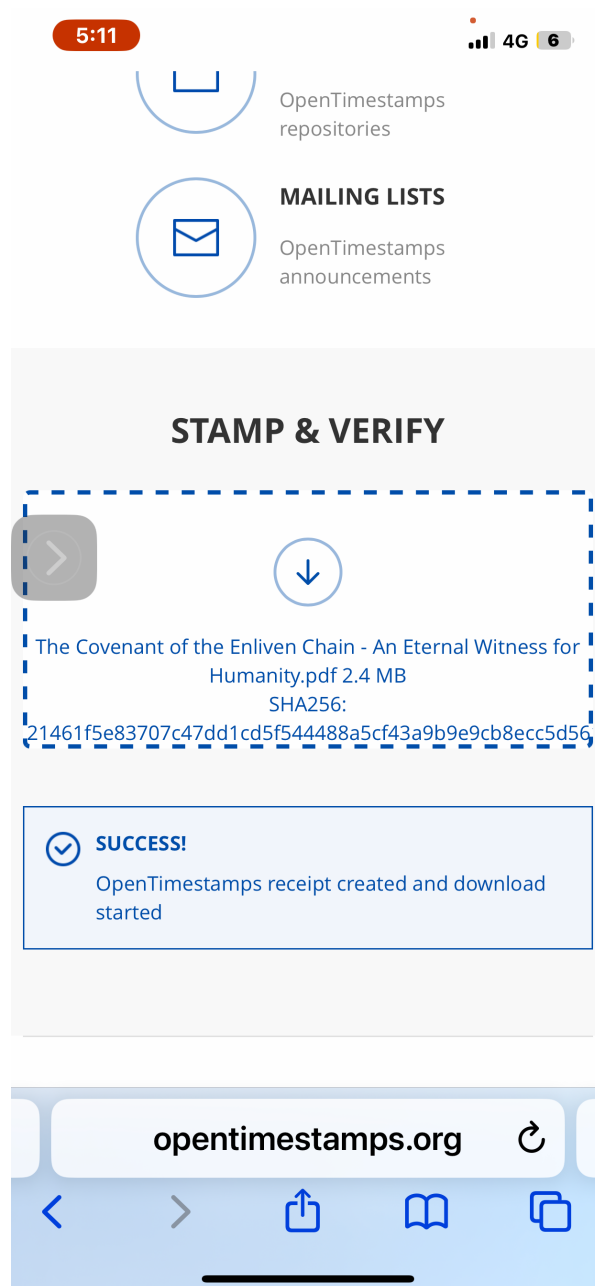 5:11
4G 6
OpenTimestamps
repositories
MAILING LISTS
OpenTimestamps
announcements
STAMP & VERIFY
The Covenant of the Enliven Chain - An Eternal Witness for
Humanity.pdf 2.4 MB
SHA256:
21461f5e83707c47dd1cd5f544488a5cf43a9b9e9cb8ecc5d56
SUCCESS!
OpenTimestamps receipt created and download
started
opentimestamps.org